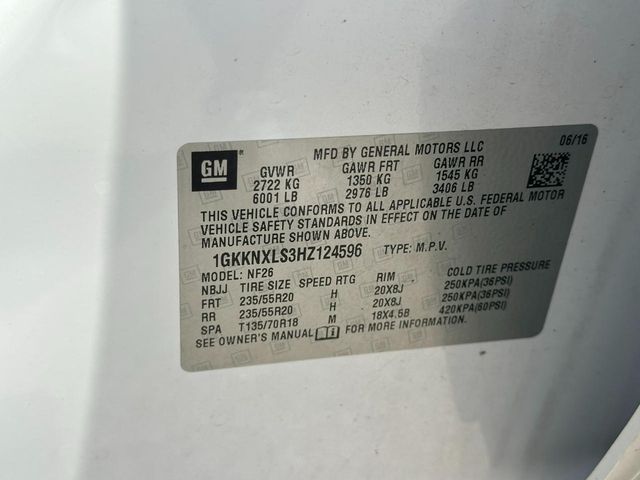 06/16
GM
MFD BY GENERAL MOTORS LLC
GVWR GAWR FRT GAWR RR
2722 KG 1350 KG 1545 KG
6001 LB 2976 LB 3406 LB
THIS VEHICLE CONFORMS TO ALL APPLICABLE U.S. FEDERAL MOTOR
VEHICLE SAFETY STANDARDS IN EFFECT ON THE DATE OF
MANUFACTURE SHOWN ABOVE.
1GKKNXLS3HZ124596 TYPE: M.P.V.
MODEL: NF26
NBJJ TIRE SIZE SPEED RTG RIM COLD TIRE PRESSURE
FRT 235/55R20 H 20X8J 250KPA(36PSI)
RR 235/55R20 H 20X8J 250KPA(36PSI)
SPA T135/70R18 M 18X4.5B 420KPA(60PSI)
SEE OWNER'S MANUAL FOR MORE INFORMATION.